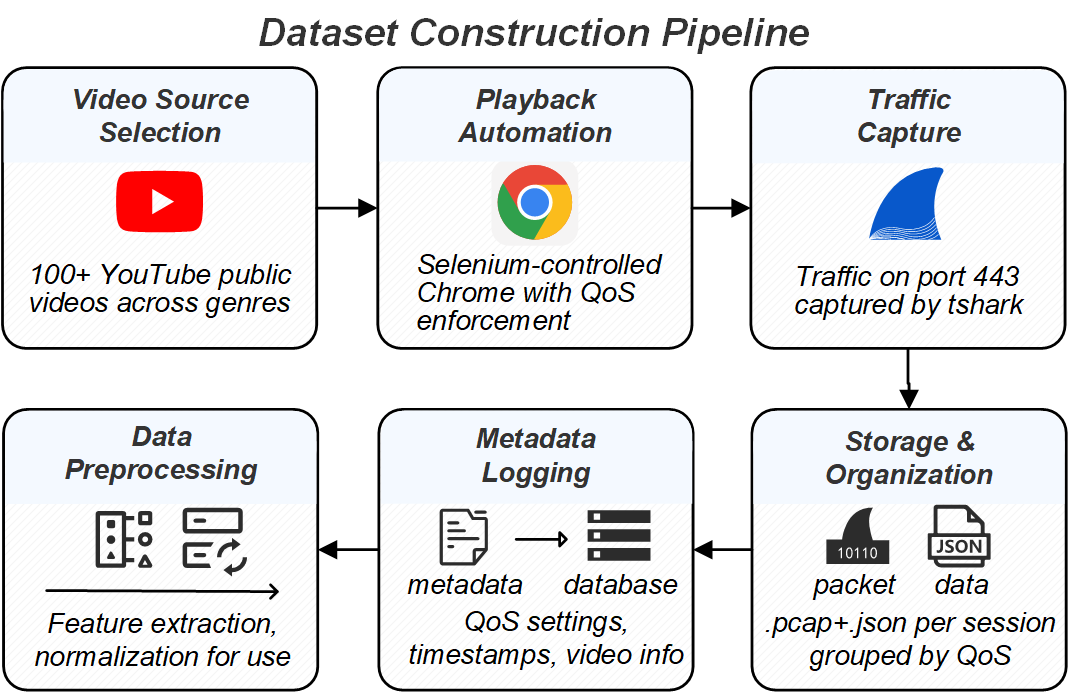 Dataset Construction Pipeline
Video Source
Selection
100+ YouTube public
videos across genres
Playback
Automation
Selenium-controlled
Chrome with QoS
enforcement
Traffic
Capture
Traffic on port 443
captured by tshark
Storage &
Organization
10110
JSON
packet data
.pcap+.json per session
grouped by QoS
Metadata
Logging
metadata database
QoS settings,
timestamps, video info
Data
Preprocessing
Feature extraction,
normalization for use